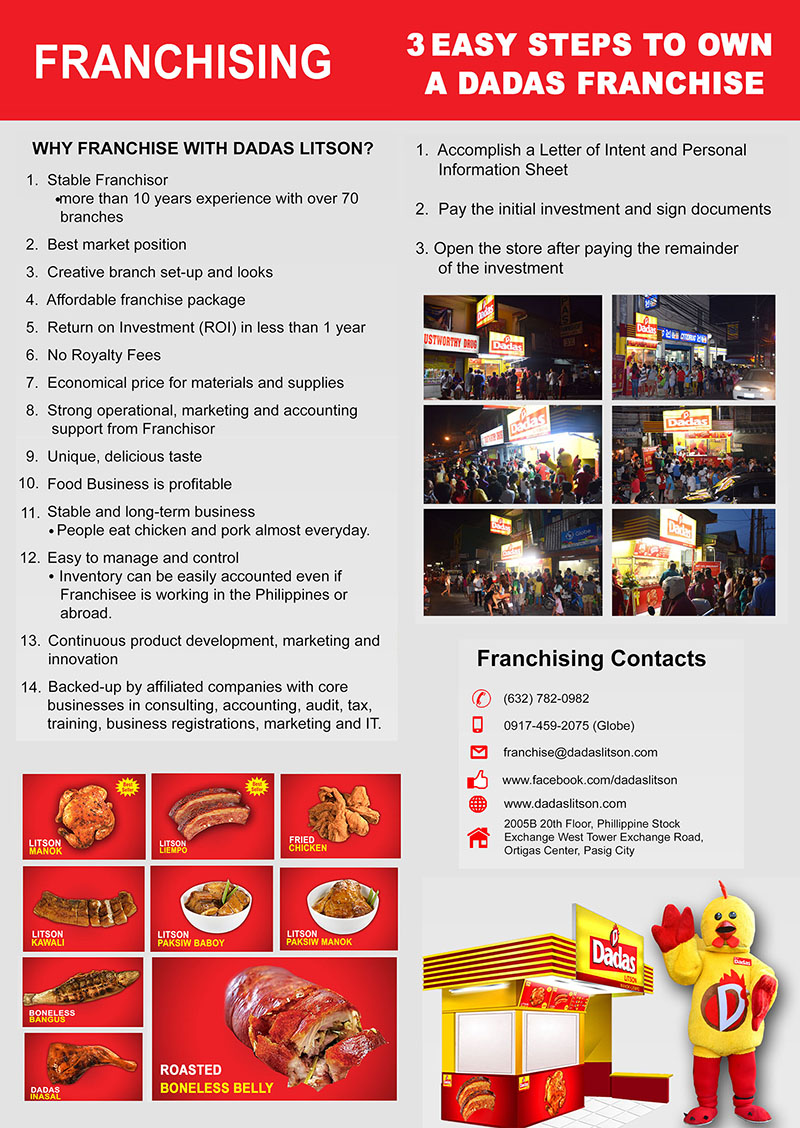 FRANCHISING
3 EASY STEPS TO OWN
A DADAS FRANCHISE
WHY FRANCHISE WITH DADAS LITSON?
1. Stable Franchisor
•more than 10 years experience with over 70
branches
2. Best market position
3. Creative branch set-up and looks
4. Affordable franchise package
5. Return on Investment (ROI) in less than 1 year
6. No Royalty Fees
7. Economical price for materials and supplies
8. Strong operational, marketing and accounting
support from Franchisor
9. Unique, delicious taste
10. Food Business is profitable
11. Stable and long-term business
• People eat chicken and pork almost everyday.
12. Easy to manage and control
• Inventory can be easily accounted even if
Franchisee is working in the Philippines or
abroad.
13. Continuous product development, marketing and
innovation
14. Backed-up by affiliated companies with core
businesses in consulting, accounting, audit, tax,
training, business registrations, marketing and IT.
1. Accomplish a Letter of Intent and Personal
Information Sheet
2. Pay the initial investment and sign documents
3. Open the store after paying the remainder
of the investment
Dadas
USTWORTHY DRUG
Dadas
Dadas
Dadas
Dadas
Dadas
Globe
Dadas
Franchising Contacts
(632) 782-0982
0917-459-2075 (Globe)
franchise@dadaslitson.com
www.facebook.com/dadaslitson
www.dadaslitson.com
2005B 20th Floor, Phillippine Stock
Exchange West Tower Exchange Road,
Ortigas Center, Pasig City
LITSON
MANOK
LITSON
LIEMPO
FRIED
CHICKEN
LITSON
KAWALI
LITSON
PAKSIW BABOY
LITSON
PAKSIW MANOK
BONELESS
BANGUS
DADAS
INASAL
ROASTED
BONELESS BELLY
Dadas
LITSON
Dadas
Dadas
D